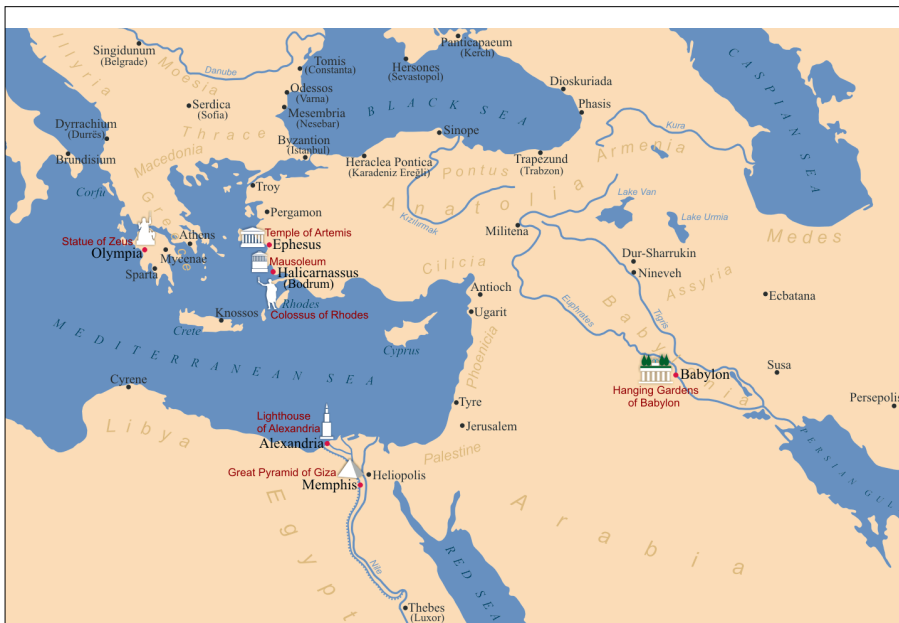 Illyria
Singidunum
(Belgrade)
Moesia
Danube
Tomis
(Constanta)
Hersones
(Sevastopol)
Panticapaeum
(Kerch)
CASPIAN SEA
Dioskuriada
Odessos
(Varna)
Serdica
(Sofia)
Mesembria
(Nesebar)
BLACK SEA
Phasis
Dyrrachium
(Durrës)
Thrace
Byzantion
(Istanbul)
Sinope
Kura
Brundisium
Macedonia
Heraclea Pontica
(Karadeniz Ereğli)
Pontus
Trapezund
(Trabzon)
Armenia
Corfu
Troy
Anatolia
Lake Van
Greece
Pergamon
Kızılırmak
Militena
Lake Urmia
Statue of Zeus
Olympia
Athens
Mycenae
Sparta
Temple of Artemis
Ephesus
Medes
Mausoleum
Halicarnassus
(Bodrum)
Cilicia
Dur-Sharrukin
Nineveh
Assyria
Antioch
Ecbatana
Rhodes
Colossus of Rhodes
Knossos
Crete
Ugarit
Euphrates
Tigris
Babylonia
MEDITERRANEAN SEA
Cyprus
Phoenicia
Cyrene
Babylon
Hanging Gardens
of Babylon
Susa
Persepolis
Tyre
Lighthouse
of Alexandria
Alexandria
Libya
Jerusalem
Palestine
PERSIAN GUL
Great Pyramid of Giza
Memphis
Heliopolis
Egypt
Arabia
Nile
RED SEA
Thebes
(Luxor)